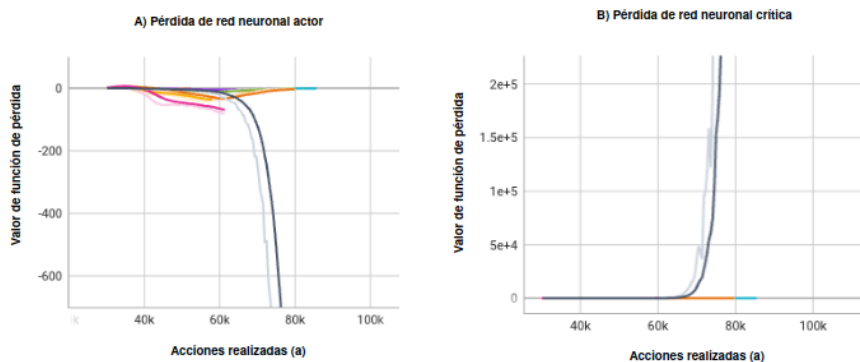 A) Pérdida de red neuronal actor
Valor de función de pérdida
0
-200
-400
-600
40k
60k
80k
100k
Acciones realizadas (a)
B) Pérdida de red neuronal crítica
Valor de función de pérdida
2e+5
1.5e+5
1e+5
5e+4
0
40k
60k
80k
100k
Acciones realizadas (a)